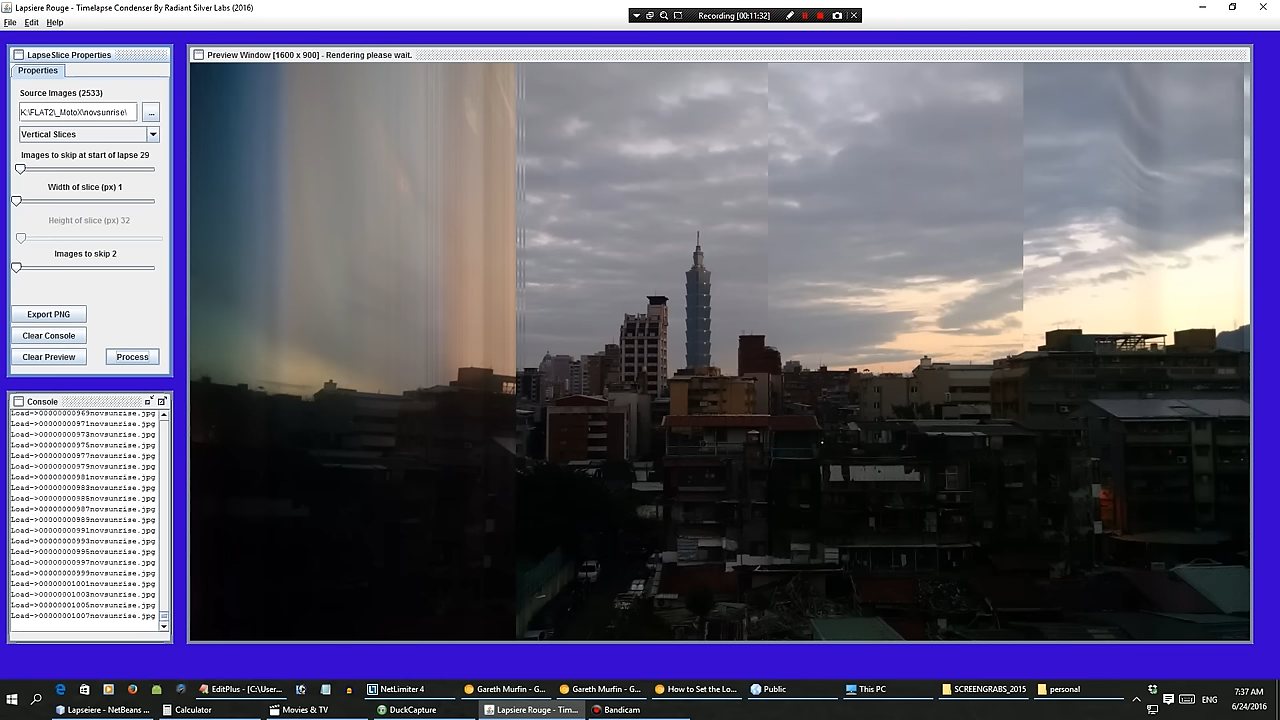 Lapsiere Rouge - Timelapse Condenser By Radiant Silver Labs (2016)
Recording [00:11:32]
File Edit Help
LapseSlice Properties
Properties
Source Images (2533)
K:\FLAT2\_MotoX\novsunrise\
...
Vertical Slices
Images to skip at start of lapse 29
Width of slice (px) 1
Height of slice (px) 32
Images to skip 2
Export PNG
Clear Console
Clear Preview
Process
Console
Load->00000000969novsunrise.jpg
Load->00000000971novsunrise.jpg
Load->00000000973novsunrise.jpg
Load->00000000975novsunrise.jpg
Load->00000000977novsunrise.jpg
Load->00000000979novsunrise.jpg
Load->00000000981novsunrise.jpg
Load->00000000983novsunrise.jpg
Load->00000000985novsunrise.jpg
Load->00000000987novsunrise.jpg
Load->00000000989novsunrise.jpg
Load->00000000991novsunrise.jpg
Load->00000000993novsunrise.jpg
Load->00000000995novsunrise.jpg
Load->00000000997novsunrise.jpg
Load->00000000999novsunrise.jpg
Load->00000001001novsunrise.jpg
Load->00000001003novsunrise.jpg
Load->00000001005novsunrise.jpg
Load->00000001007novsunrise.jpg
Preview Window [1600 x 900] - Rendering please wait.
EditPlus - [C:\User...
NetLimiter 4
Gareth Murfin - G...
Gareth Murfin - G...
How to Set the Lo...
Public
This PC
SCREENGRABS_2015
personal
Lapseiere - NetBeans ...
Calculator
Movies & TV
DuckCapture
Lapsiere Rouge - Tim...
Bandicam
ENG
7:37 AM
6/24/2016